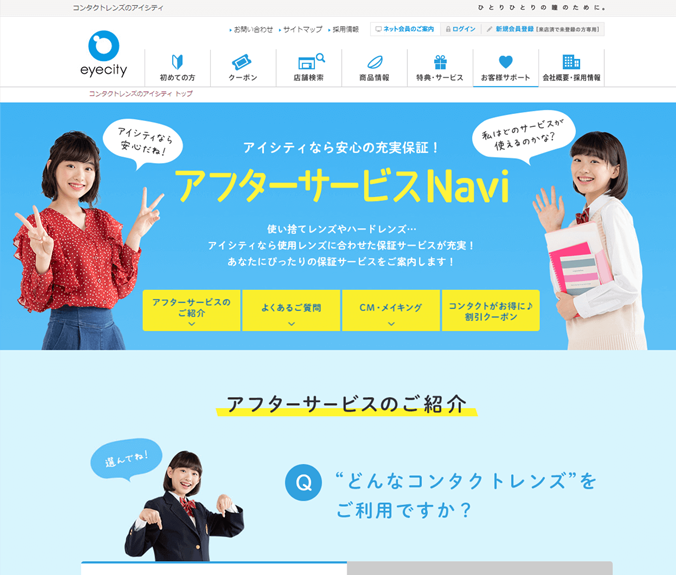 コンタクトレンズのアイシティ
ひとりひとりの瞳のために。
お問い合わせ
サイトマップ
採用情報
ネット会員のご案内
ログイン
新規会員登録 [来店済で未登録の方専用]
eyecity
初めての方
クーポン
店舗検索
商品情報
特典・サービス
お客様サポート
会社概要・採用情報
コンタクトレンズのアイシティ トップ
アイシティなら
安心だね!
私はどのサービスが
使えるのかな?
アイシティなら安心の充実保証!
アフターサービスNavi
使い捨てレンズやハードレンズ…
アイシティなら使用レンズに合わせた保証サービスが充実!
あなたにぴったりの保証サービスをご案内します!
アフターサービスの
ご紹介
よくあるご質問
CM・メイキング
コンタクトがお得に♪
割引クーポン
アフターサービスのご紹介
選んでね!
Q
“どんなコンタクトレンズ”を
ご利用ですか?